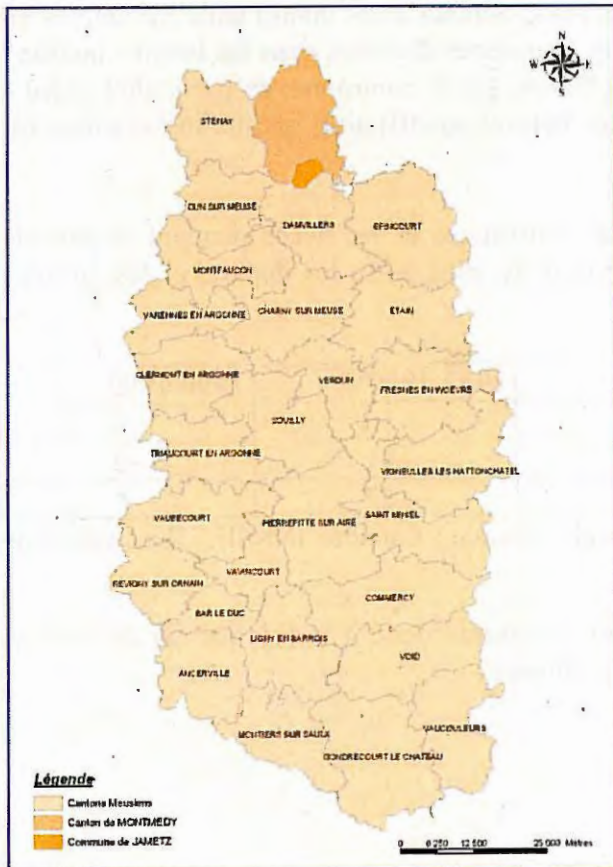 N
W E
S
STENAY
DUN SUR MEUSE
DAMVILLERS
SPINCOURT
MONTFAUCON
VARENNES EN ARGONNE
CHARNY SUR MEUSE
ETAIN
CLERMONT EN ARGONNE
VERDUN
FRESNES EN WOEVRE
SOUILLY
TRIAUCOURT EN ARGONNE
VIGNEULLES LES HATTONCHATEL
VAUBECOURT
PIERREFITTE SUR AIRE
SAINT MIHIEL
VAVINCOURT
REVIGNY SUR ORNAIN
COMMERCY
BAR LE DUC
LIGNY EN BARROIS
VOID
ANCERVILLE
VAUCOULEURS
MONTIERS SUR SAULX
GONDRECOURT LE CHATEAU
Légende
Cantons Meusiens
Canton de MONTMEDY
Commune de JAMETZ
0 6 250 12 500 25 000 Mètres